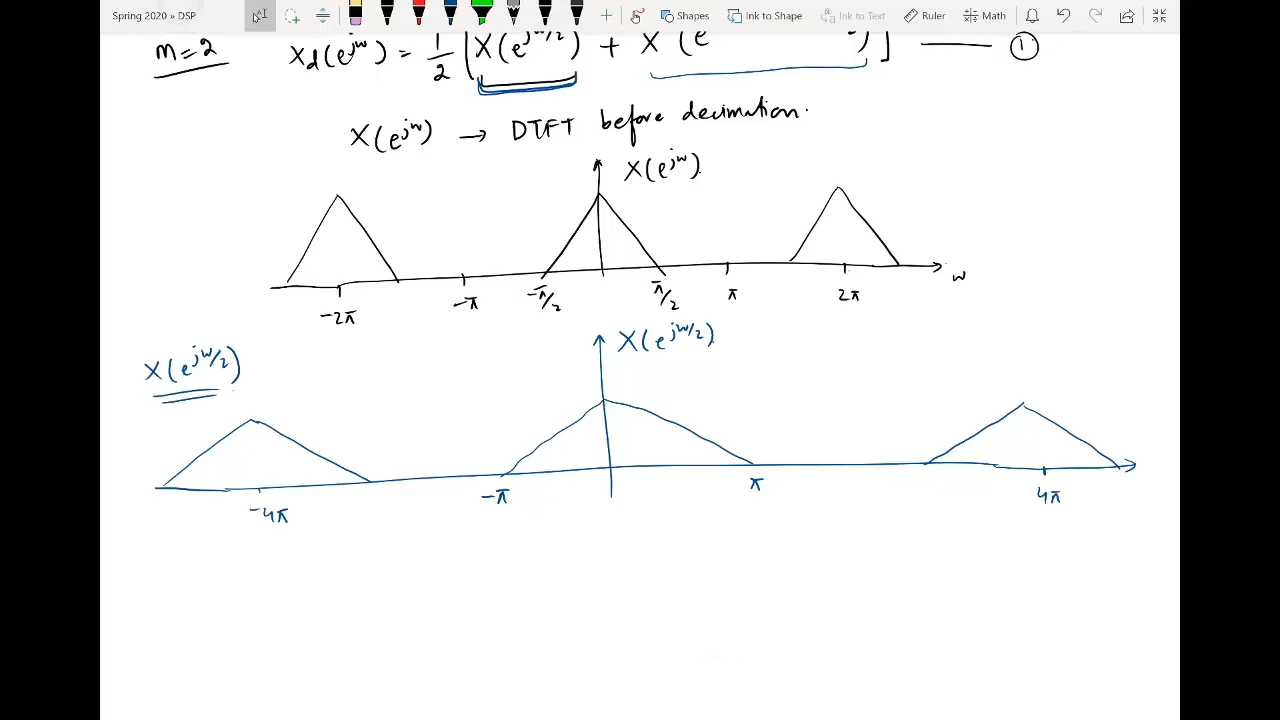 Spring 2020 » DSP
Shapes Ink to Shape Ink to Text Ruler Math
m=2 Xd(e^jw) = 1/2 [X(e^jw/2) + X(e )] —— ①
X(e^jw) → DTFT before decimation.
X(e^jw)
-2π -π -π/2 π/2 π 2π w
X(e^jw/2)
X(e^jw/2)
-4π -π π 4π